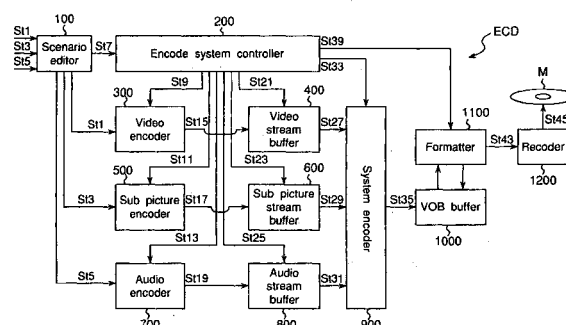 100
200
St1
St3
St5
Scenario editor
St7
Encode system controller
St39
St33
ECD
St9
St21
300
400
M
St1
Video encoder
St15
Video stream buffer
St27
1100
St45
Formatter
St43
Recoder
1200
St11
St23
500
600
St3
Sub picture encoder
St17
Sub picture stream buffer
St29
System encoder
St35
VOB buffer
1000
St13
St25
St5
Audio encoder
St19
Audio stream buffer
St31
700
800
900